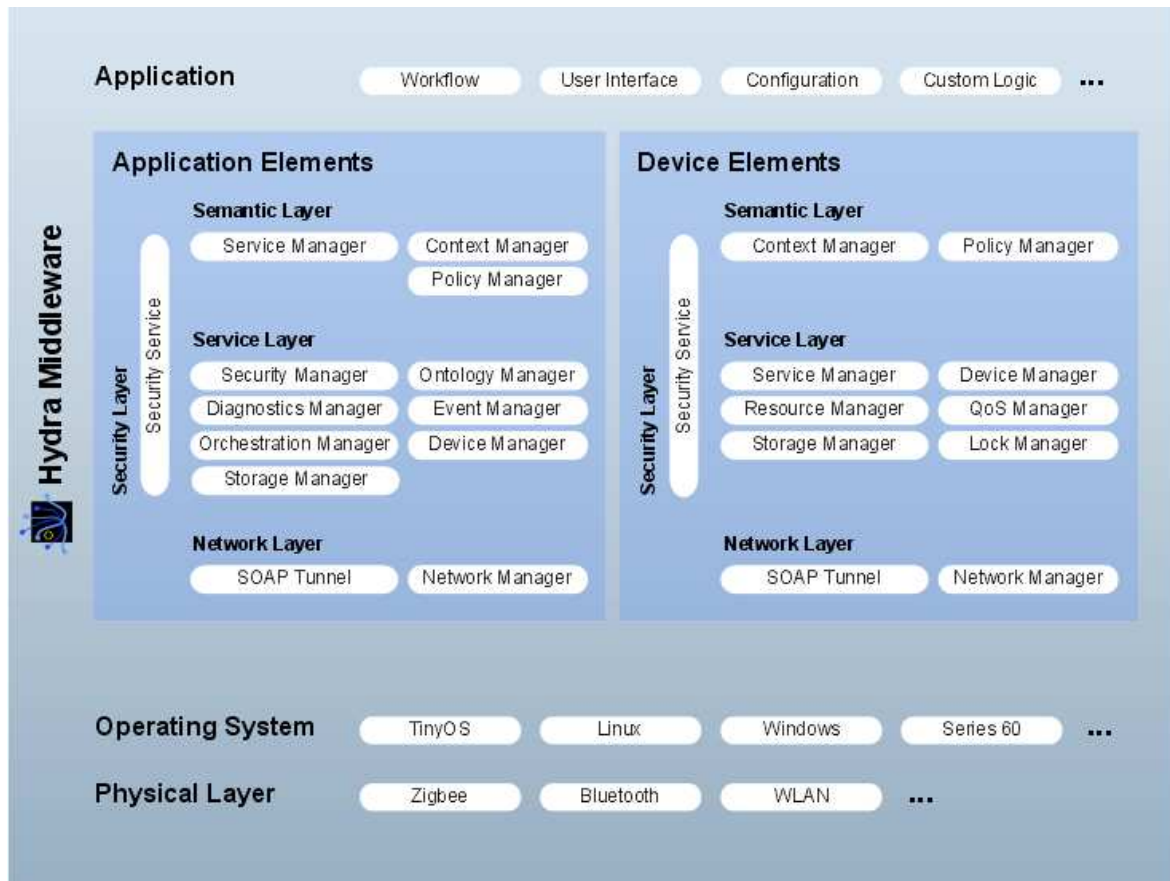 Application
Workflow
User Interface
Configuration
Custom Logic
...
Hydra Middleware
Application Elements
Security Layer
Security Service
Semantic Layer
Service Manager
Context Manager
Policy Manager
Service Layer
Security Manager
Ontology Manager
Diagnostics Manager
Event Manager
Orchestration Manager
Device Manager
Storage Manager
Network Layer
SOAP Tunnel
Network Manager
Device Elements
Security Layer
Security Service
Semantic Layer
Context Manager
Policy Manager
Service Layer
Service Manager
Device Manager
Resource Manager
QoS Manager
Storage Manager
Lock Manager
Network Layer
SOAP Tunnel
Network Manager
Operating System
TinyOS
Linux
Windows
Series 60
...
Physical Layer
Zigbee
Bluetooth
WLAN
...